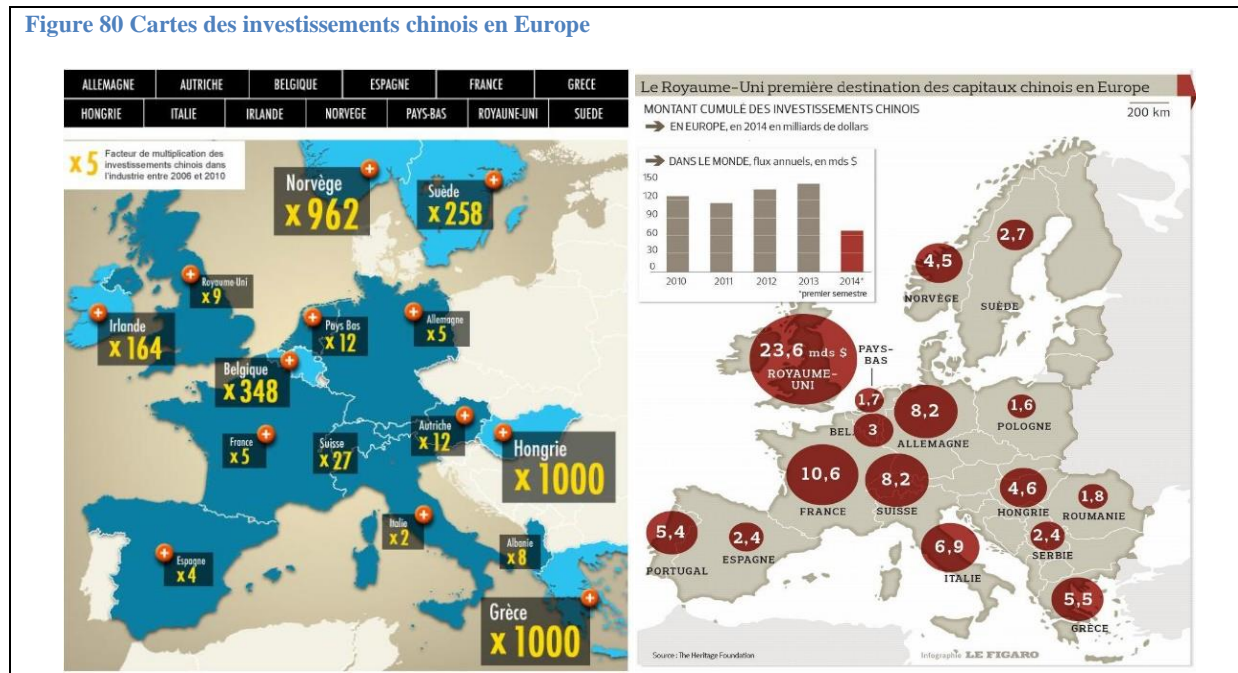 Figure 80 Cartes des investissements chinois en Europe
ALLEMAGNE AUTRICHE BELGIQUE ESPAGNE FRANCE GRECE
HONGRIE ITALIE IRLANDE NORVEGE PAYS-BAS ROYAUNE-UNI SUEDE
x 5
Facteur de multiplication des
investissements chinois dans
l'industrie entre 2006 et 2010
Norvège
x 962
Suède
x 258
Royaume-Uni
x 9
Irlande
x 164
Pays Bas
x 12
Allemagne
x 5
Belgique
x 348
France
x 5
Suisse
x 27
Autriche
x 12
Hongrie
x 1000
Italie
x 2
Albanie
x 8
Espagne
x 4
Grèce
x 1000
Le Royaume-Uni première destination des capitaux chinois en Europe
MONTANT CUMULÉ DES INVESTISSEMENTS CHINOIS
200 km
EN EUROPE, en 2014 en milliards de dollars
DANS LE MONDE, flux annuels, en mds $
150
120
90
60
30
0
2010 2011 2012 2013 2014*
*premier semestre
2,7
SUÈDE
4,5
NORVÈGE
23,6 mds $
ROYAUME-
UNI
PAYS-
BAS
1,7
8,2
ALLEMAGNE
1,6
POLOGNE
BEL
3
10,6
FRANCE
8,2
SUISSE
4,6
HONGRIE
1,8
ROUMANIE
2,4
SERBIE
5,4
PORTUGAL
2,4
ESPAGNE
6,9
ITALIE
5,5
GRÈCE
Source : The Heritage Foundation
Infographie LE FIGARO